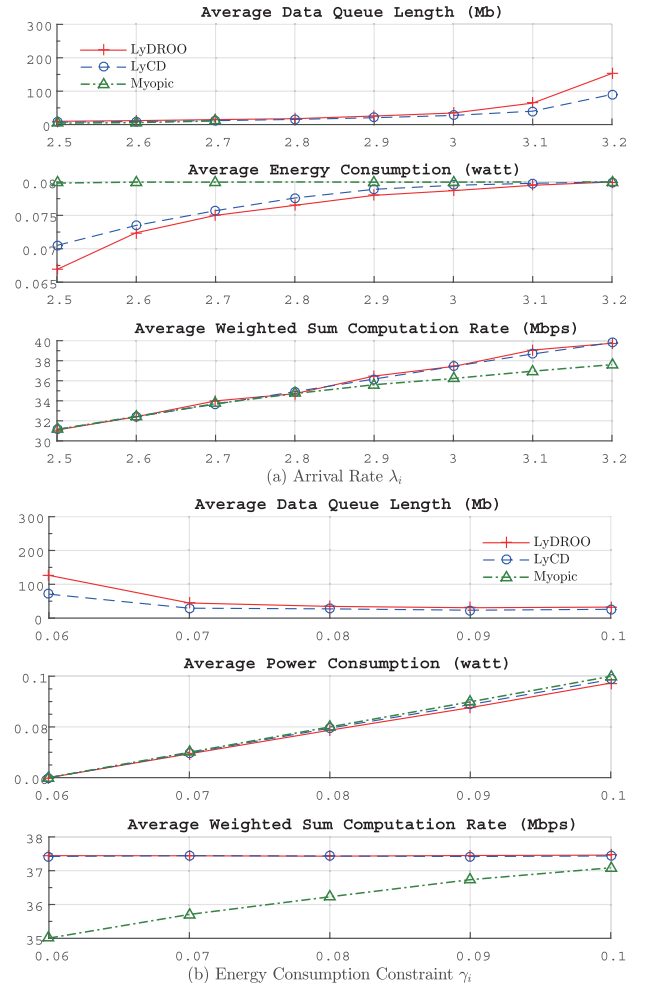 Average Data Queue Length (Mb)
300
200
100
0
LyDROO
LyCD
Myopic
2.5 2.6 2.7 2.8 2.9 3 3.1 3.2
Average Energy Consumption (watt)
0.08
0.075
0.07
0.065
2.5 2.6 2.7 2.8 2.9 3 3.1 3.2
Average Weighted Sum Computation Rate (Mbps)
40
38
36
34
32
30
2.5 2.6 2.7 2.8 2.9 3 3.1 3.2
(a) Arrival Rate λi
Average Data Queue Length (Mb)
300
200
100
0
LyDROO
LyCD
Myopic
0.06 0.07 0.08 0.09 0.1
Average Power Consumption (watt)
0.1
0.08
0.06
0.06 0.07 0.08 0.09 0.1
Average Weighted Sum Computation Rate (Mbps)
38
37
36
35
0.06 0.07 0.08 0.09 0.1
(b) Energy Consumption Constraint γi